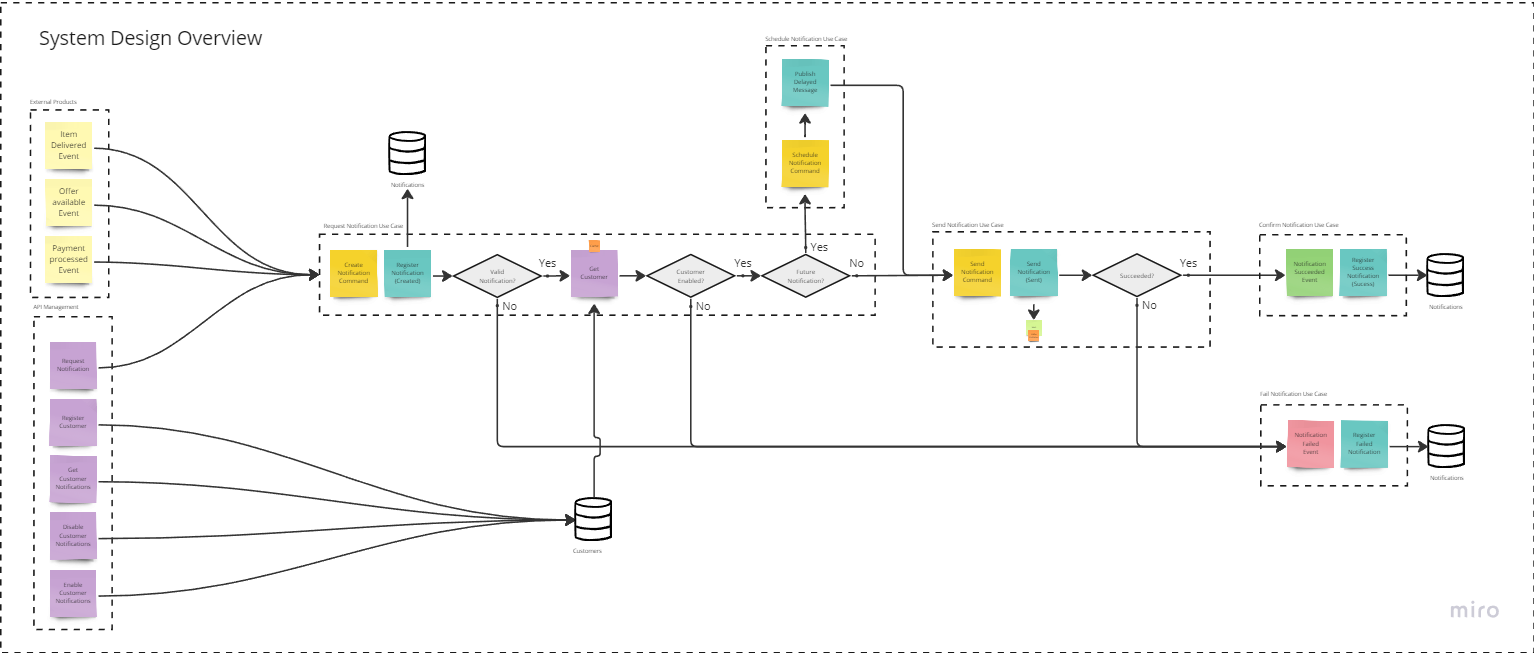 System Design Overview
External Products
Item
Delivered
Event
Offer
available
Event
Payment
processed
Event
API Management
Request
Notification
Register
Customer
Get
Customer
Notifications
Disable
Customer
Notifications
Enable
Customer
Notifications
Notifications
Request Notification Use Case
Create
Notification
Command
Register
Notification
(Created)
Valid
Notification?
Yes
No
Get
Customer
Customer
Enabled?
Yes
No
Future
Notification?
Yes
No
Customers
Schedule Notification Use Case
Publish
Delayed
Message
Schedule
Notification
Command
Send Notification Use Case
Send
Notification
Command
Send
Notification
(Sent)
Succeeded?
Yes
No
Confirm Notification Use Case
Notification
Succeeded
Event
Register
Success
Notification
(Sucess)
Notifications
Fail Notification Use Case
Notification
Failed
Event
Register
Failed
Notification
Notifications
miro